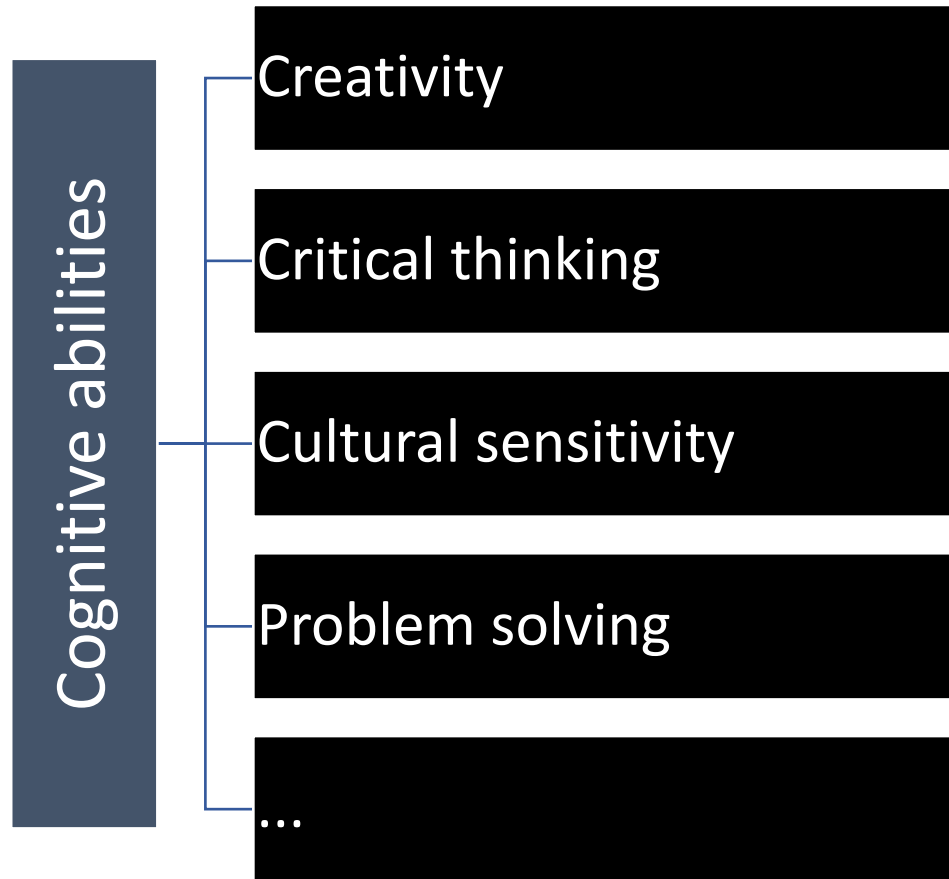 Cognitive abilities
Creativity
Critical thinking
Cultural sensitivity
Problem solving
...